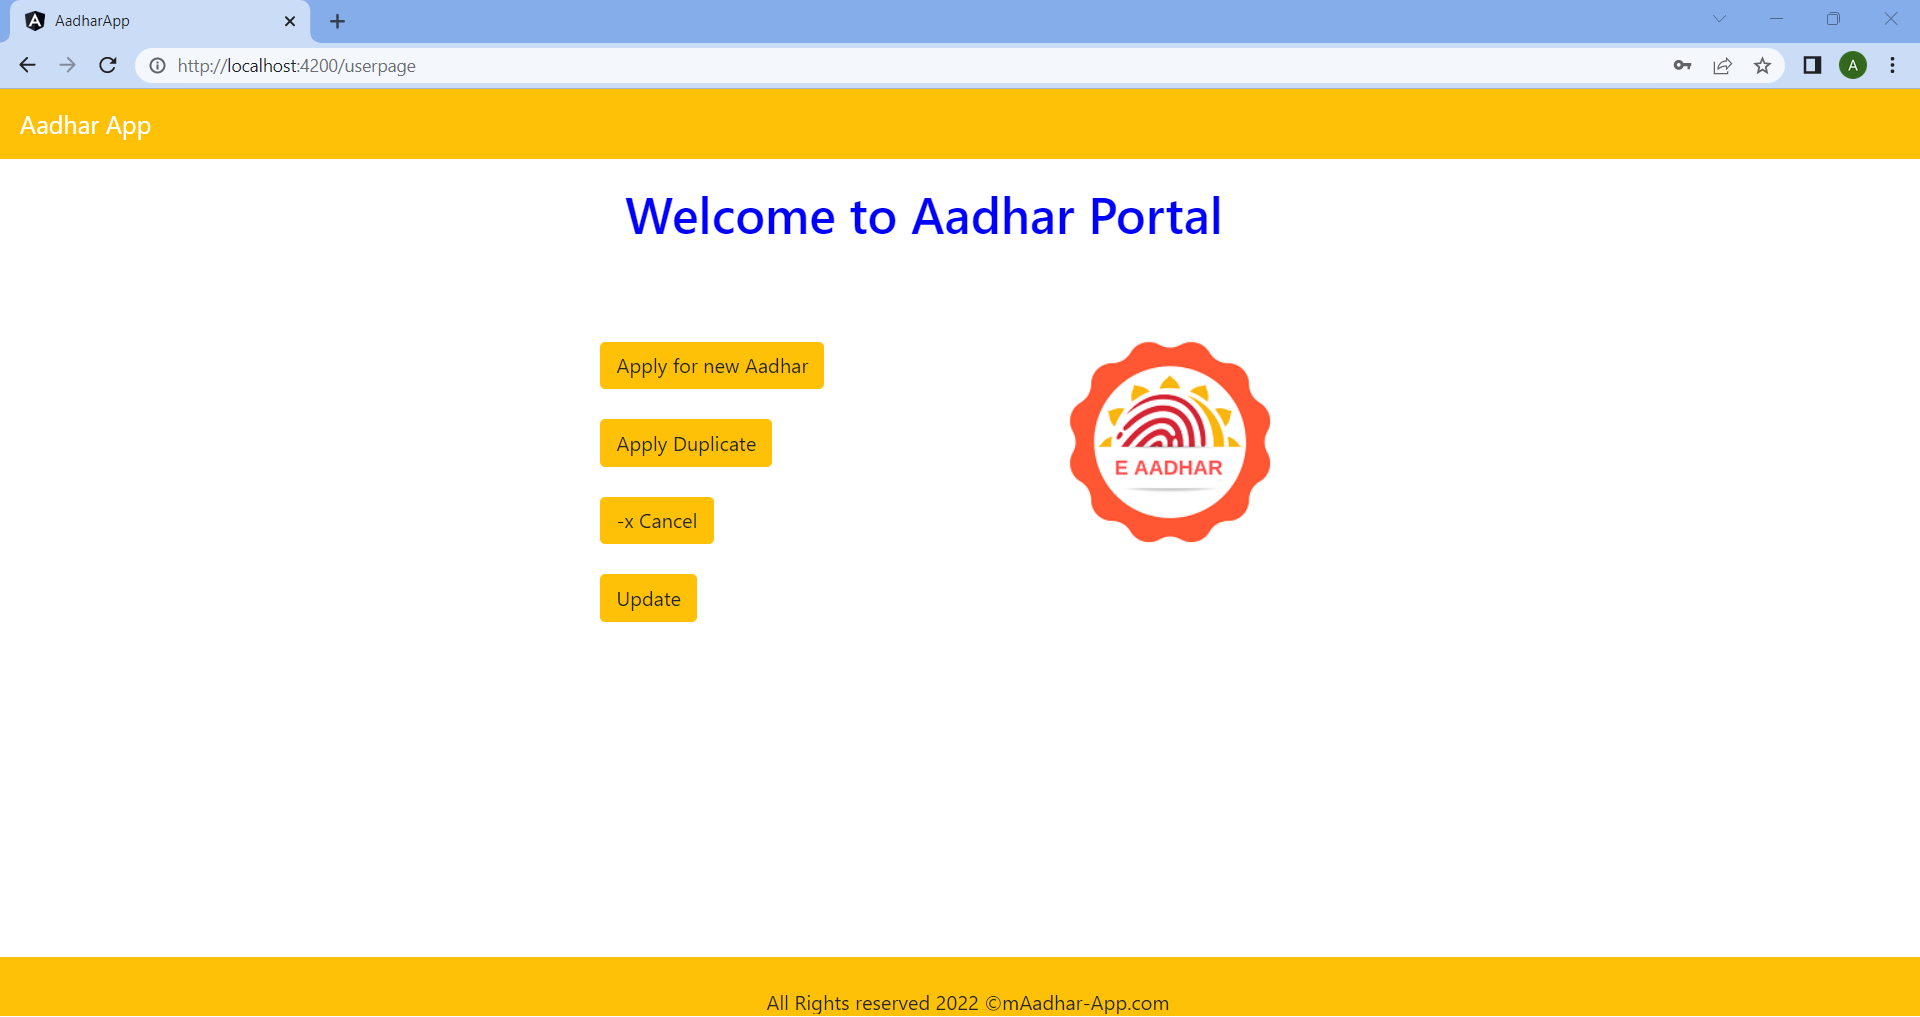 AadharApp
http://localhost:4200/userpage
A
Aadhar App
Welcome to Aadhar Portal
Apply for new Aadhar
Apply Duplicate
-x Cancel
Update
E AADHAR
All Rights reserved 2022 ©mAadhar-App.com